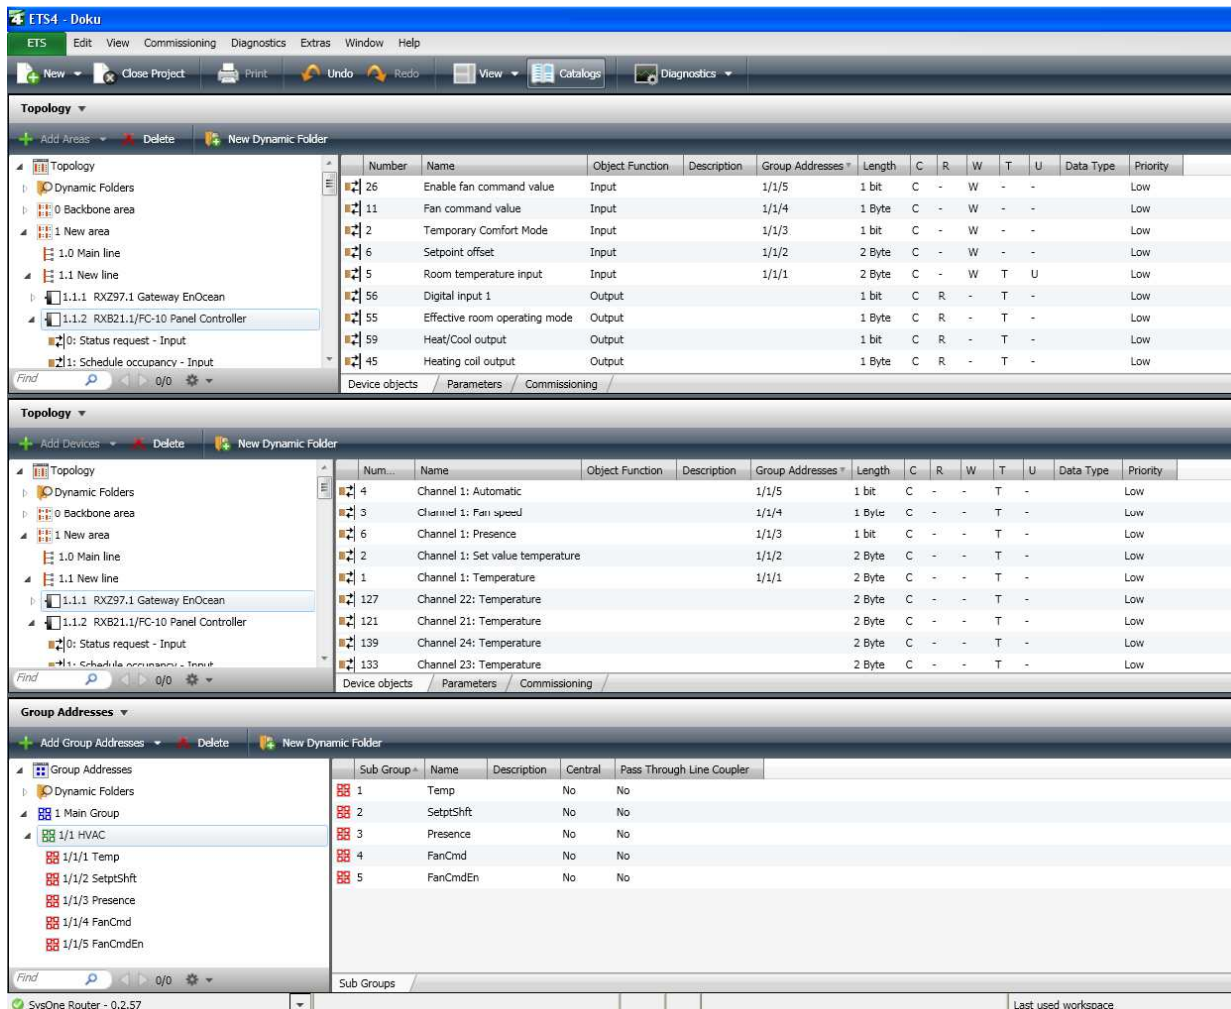 ETS4 - Doku
ETS Edit View Commissioning Diagnostics Extras Window Help
New Close Project Print Undo Redo View Catalogs Diagnostics
Topology
Add Areas Delete New Dynamic Folder
Topology
Dynamic Folders
0 Backbone area
1 New area
1.0 Main line
1.1 New line
1.1.1 RXZ97.1 Gateway EnOcean
1.1.2 RXB21.1/FC-10 Panel Controller
0: Status request - Input
1: Schedule occupancy - Input
Find 0/0
Number Name Object Function Description Group Addresses Length C R W T U Data Type Priority
26 Enable fan command value Input 1/1/5 1 bit C - W - - Low
11 Fan command value Input 1/1/4 1 Byte C - W - - Low
2 Temporary Comfort Mode Input 1/1/3 1 bit C - W - - Low
6 Setpoint offset Input 1/1/2 2 Byte C - W - - Low
5 Room temperature input Input 1/1/1 2 Byte C - W T U Low
56 Digital input 1 Output 1 bit C R - T - Low
55 Effective room operating mode Output 1 Byte C R - T - Low
59 Heat/Cool output Output 1 bit C R - T - Low
45 Heating coil output Output 1 Byte C R - T - Low
Device objects Parameters Commissioning
Topology
Add Devices Delete New Dynamic Folder
Topology
Dynamic Folders
0 Backbone area
1 New area
1.0 Main line
1.1 New line
1.1.1 RXZ97.1 Gateway EnOcean
1.1.2 RXB21.1/FC-10 Panel Controller
0: Status request - Input
1: Schedule occupancy - Input
Find 0/0
Num... Name Object Function Description Group Addresses Length C R W T U Data Type Priority
4 Channel 1: Automatic 1/1/5 1 bit C - - T - Low
3 Channel 1: Fan speed 1/1/4 1 Byte C - - T - Low
6 Channel 1: Presence 1/1/3 1 bit C - - T - Low
2 Channel 1: Set value temperature 1/1/2 2 Byte C - - T - Low
1 Channel 1: Temperature 1/1/1 2 Byte C - - T - Low
127 Channel 22: Temperature 2 Byte C - - T - Low
121 Channel 21: Temperature 2 Byte C - - T - Low
139 Channel 24: Temperature 2 Byte C - - T - Low
133 Channel 23: Temperature 2 Byte C - - T - Low
Device objects Parameters Commissioning
Group Addresses
Add Group Addresses Delete New Dynamic Folder
Group Addresses
Dynamic Folders
1 Main Group
1/1 HVAC
1/1/1 Temp
1/1/2 SetptShft
1/1/3 Presence
1/1/4 FanCmd
1/1/5 FanCmdEn
Find 0/0
Sub Group Name Description Central Pass Through Line Coupler
1 Temp No No
2 SetptShft No No
3 Presence No No
4 FanCmd No No
5 FanCmdEn No No
Sub Groups
SysOne Router - 0.2.57 Last used workspace